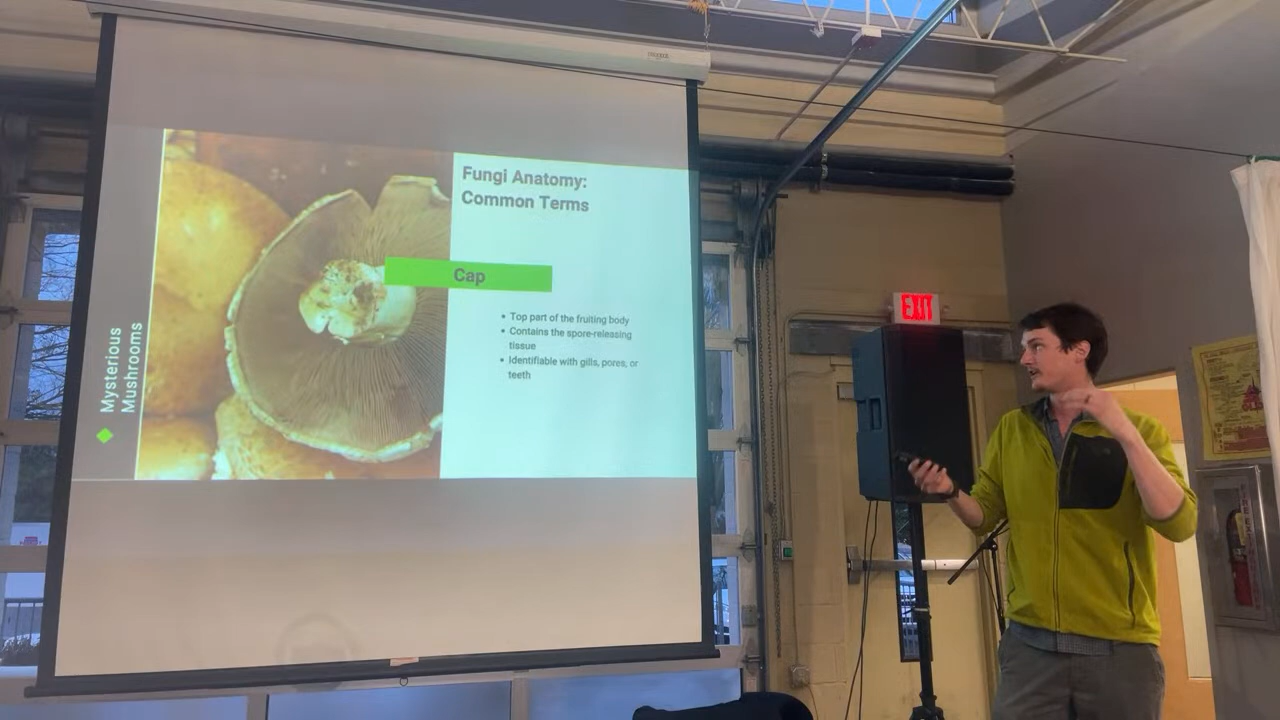 Fungi Anatomy:
Common Terms
Cap
• Top part of the fruiting body
• Contains the spore-releasing
tissue
• Identifiable with gills, pores, or
teeth
Mysterious
Mushrooms
EXIT